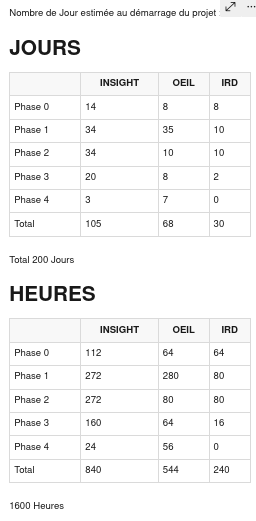 Nombre de Jour estimée au démarrage du projet :
JOURS
INSIGHT OEIL IRD
Phase 0 14 8 8
Phase 1 34 35 10
Phase 2 34 10 10
Phase 3 20 8 2
Phase 4 3 7 0
Total 105 68 30
Total 200 Jours
HEURES
INSIGHT OEIL IRD
Phase 0 112 64 64
Phase 1 272 280 80
Phase 2 272 80 80
Phase 3 160 64 16
Phase 4 24 56 0
Total 840 544 240
1600 Heures